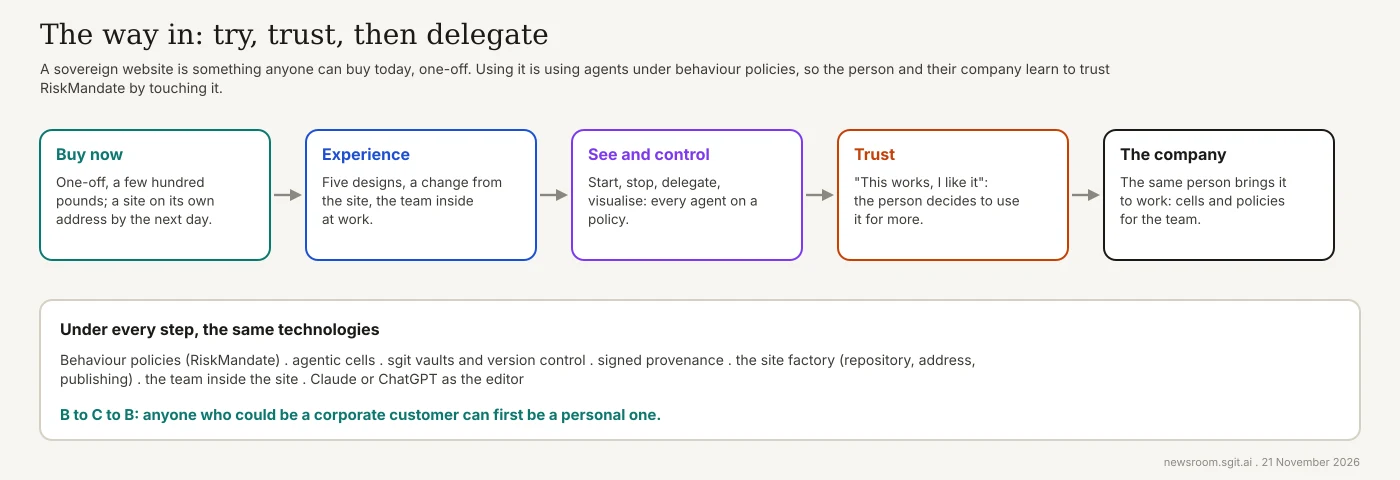 The way in: try, trust, then delegate
A sovereign website is something anyone can buy today, one-off. Using it is using agents under behaviour policies, so the person and their company learn to trust
RiskMandate by touching it.
Buy now
One-off, a few hundred
pounds; a site on its own
address by the next day.
Experience
Five designs, a change from
the site, the team inside
at work.
See and control
Start, stop, delegate,
visualise: every agent on a
policy.
Trust
"This works, I like it":
the person decides to use
it for more.
The company
The same person brings it
to work: cells and policies
for the team.
Under every step, the same technologies
Behaviour policies (RiskMandate) . agentic cells . sgit vaults and version control . signed provenance . the site factory (repository, address,
publishing) . the team inside the site . Claude or ChatGPT as the editor
B to C to B: anyone who could be a corporate customer can first be a personal one.
newsroom.sgit.ai . 21 November 2026